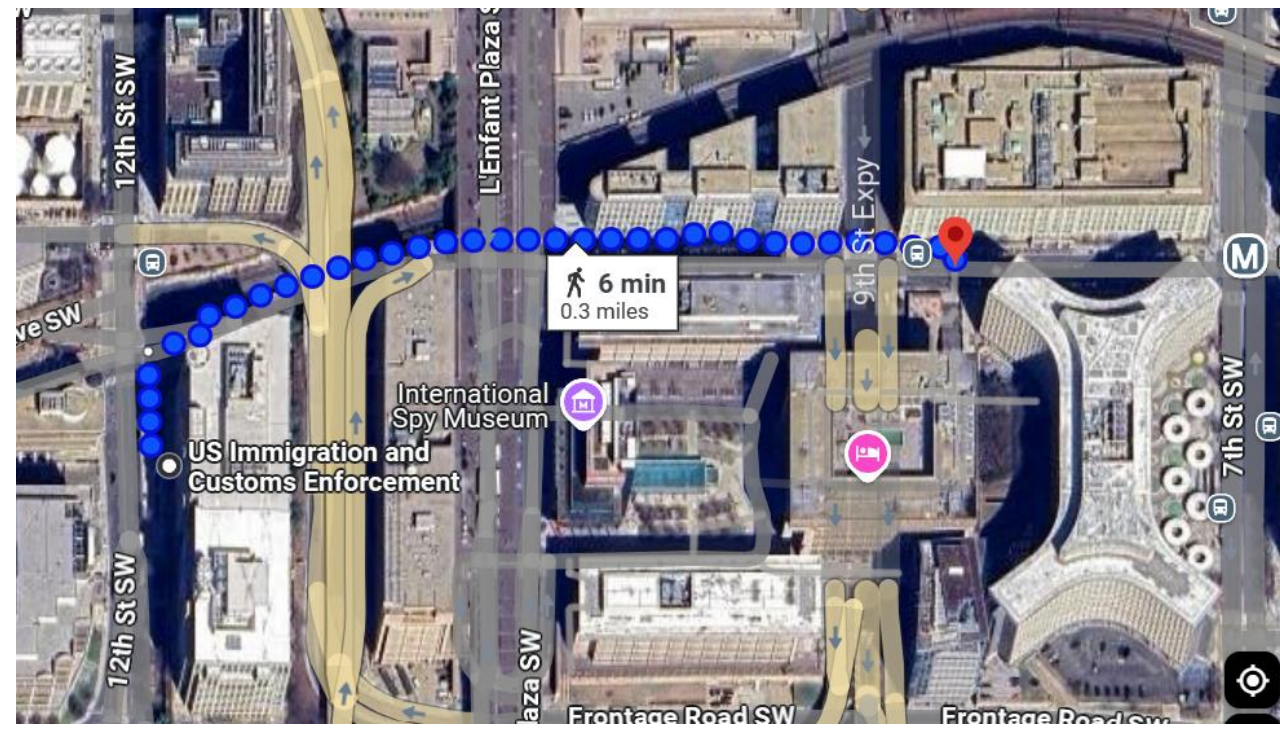 12th St SW
L'Enfant Plaza S
9th St Expy
6 min
0.3 miles
ve SW
International
Spy Museum
M
US Immigration and
Customs Enforcement
7th St SW
12th St SW
laza SW
Frontage Road SW
Frontage Road SW